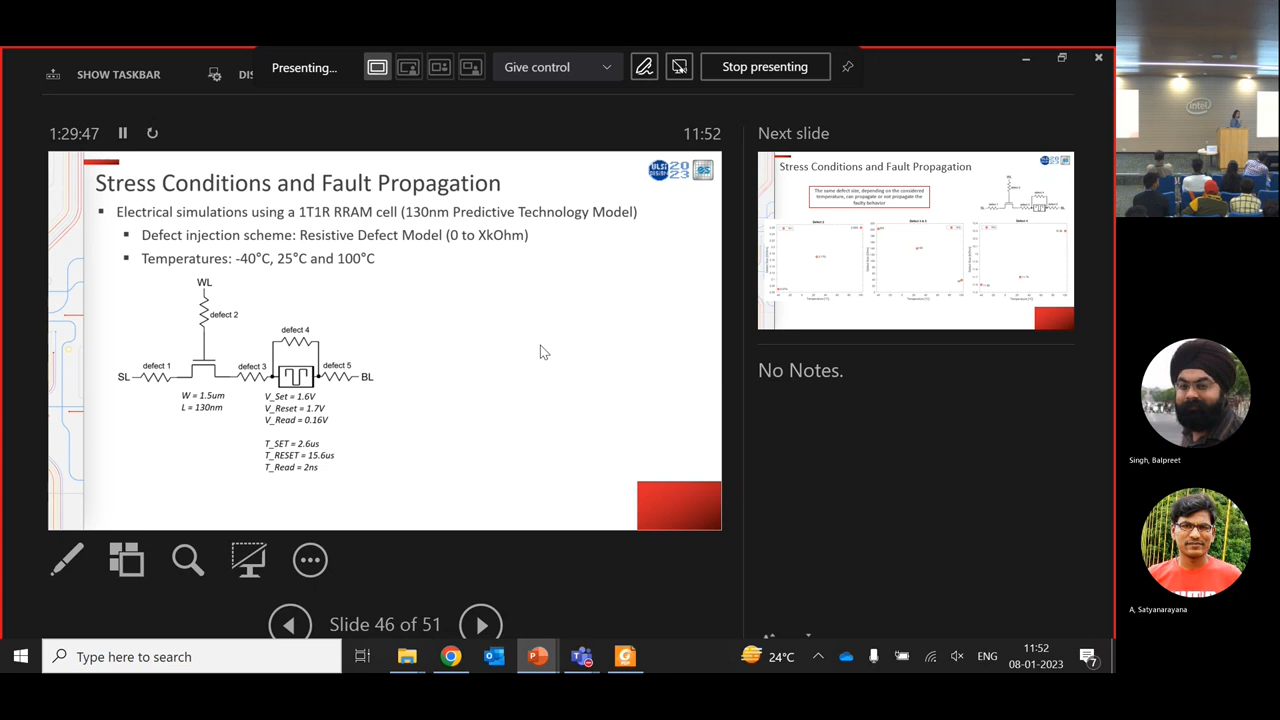 SHOW TASKBAR
Presenting...
Give control
Stop presenting
1:29:47
11:52
Stress Conditions and Fault Propagation
VLSI
2023
Electrical simulations using a 1T1R RRAM cell (130nm Predictive Technology Model)
Defect injection scheme: Resistive Defect Model (0 to XkOhm)
Temperatures: -40°C, 25°C and 100°C
WL
defect 2
defect 4
defect 1
defect 3
defect 5
SL
BL
W = 1.5um
L = 130nm
V_Set = 1.6V
V_Reset = 1.7V
V_Read = 0.16V
T_SET = 2.6us
T_RESET = 15.6us
T_Read = 2ns
Next slide
Stress Conditions and Fault Propagation
The same defect size, depending on the considered
temperature, can propagate or not propagate the
faulty behavior
No Notes.
Slide 46 of 51
intel
Singh, Balpreet
A, Satyanarayana
Type here to search
24°C
ENG
11:52
08-01-2023
7